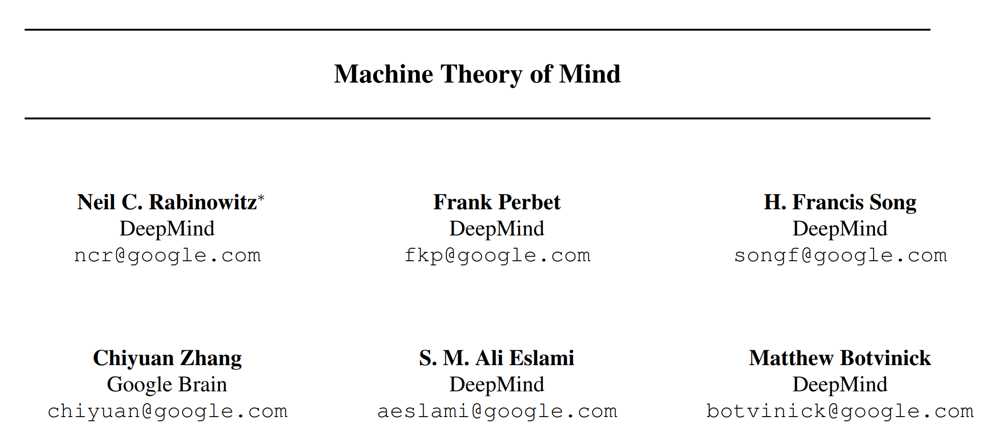 Machine Theory of Mind
Neil C. Rabinowitz*
DeepMind
ncr@google.com
Frank Perbet
DeepMind
fkp@google.com
H. Francis Song
DeepMind
songf@google.com
Chiyuan Zhang
Google Brain
chiyuan@google.com
S. M. Ali Eslami
DeepMind
aeslami@google.com
Matthew Botvinick
DeepMind
botvinick@google.com